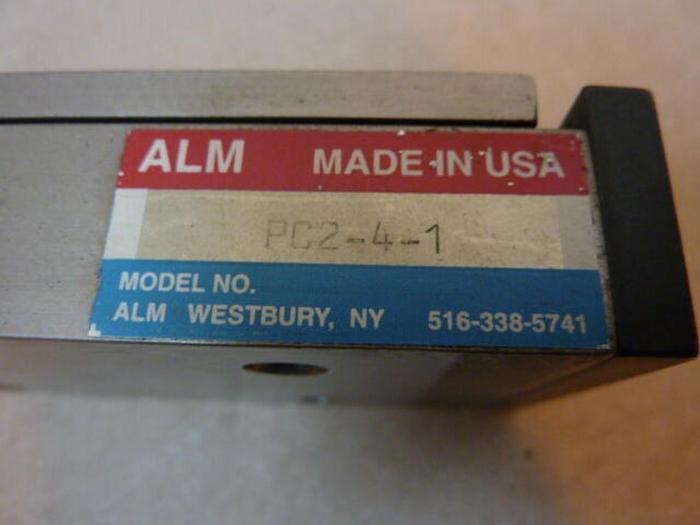 ALM MADE IN USA
PC2-4-1
MODEL NO.
ALM WESTBURY, NY 516-338-5741